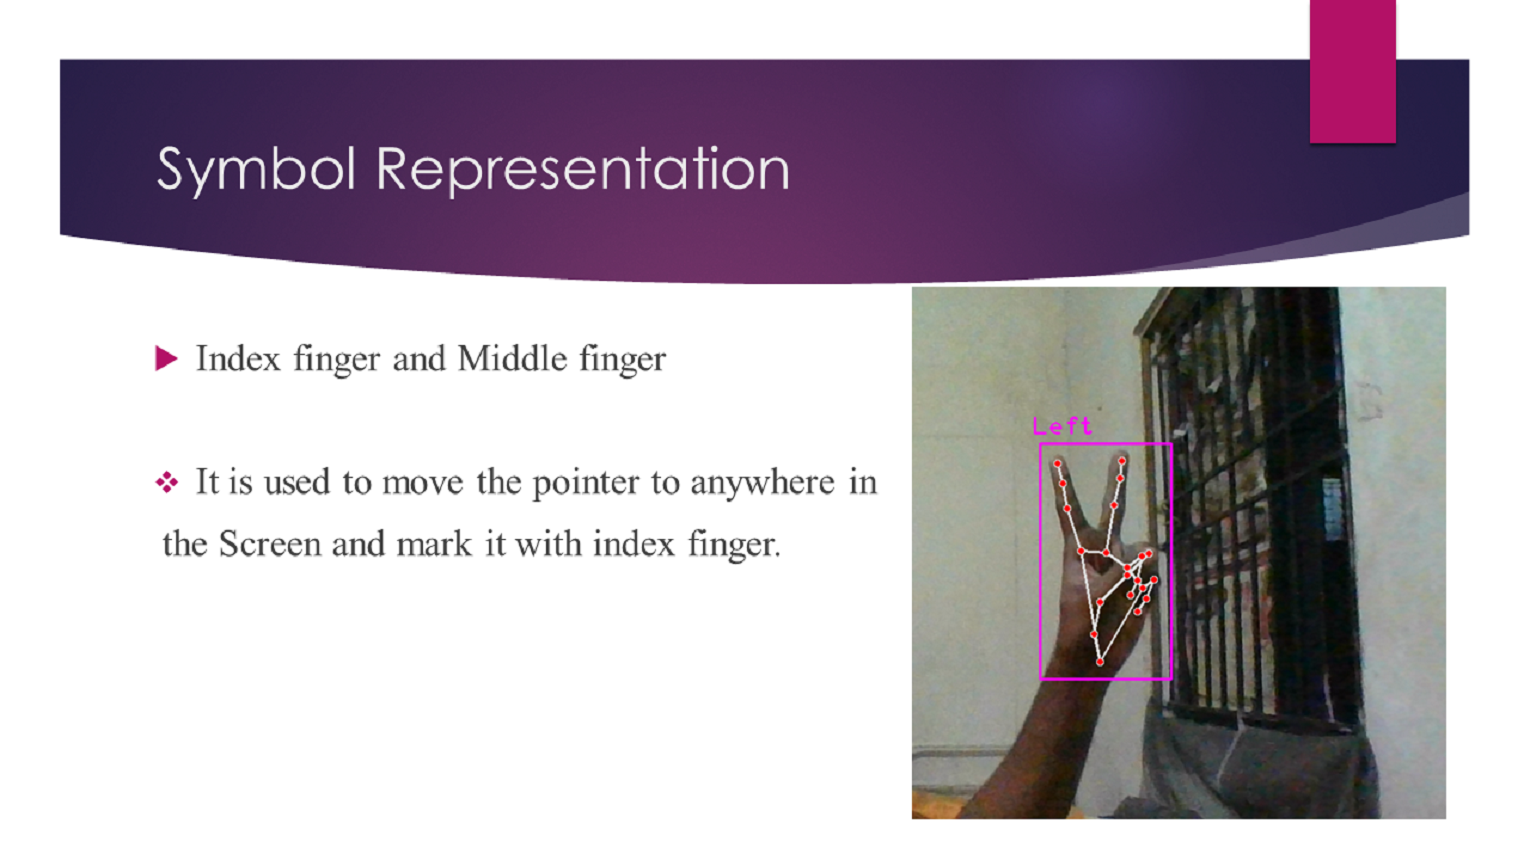 Symbol Representation
Index finger and Middle finger
It is used to move the pointer to anywhere in
the Screen and mark it with index finger.
Left